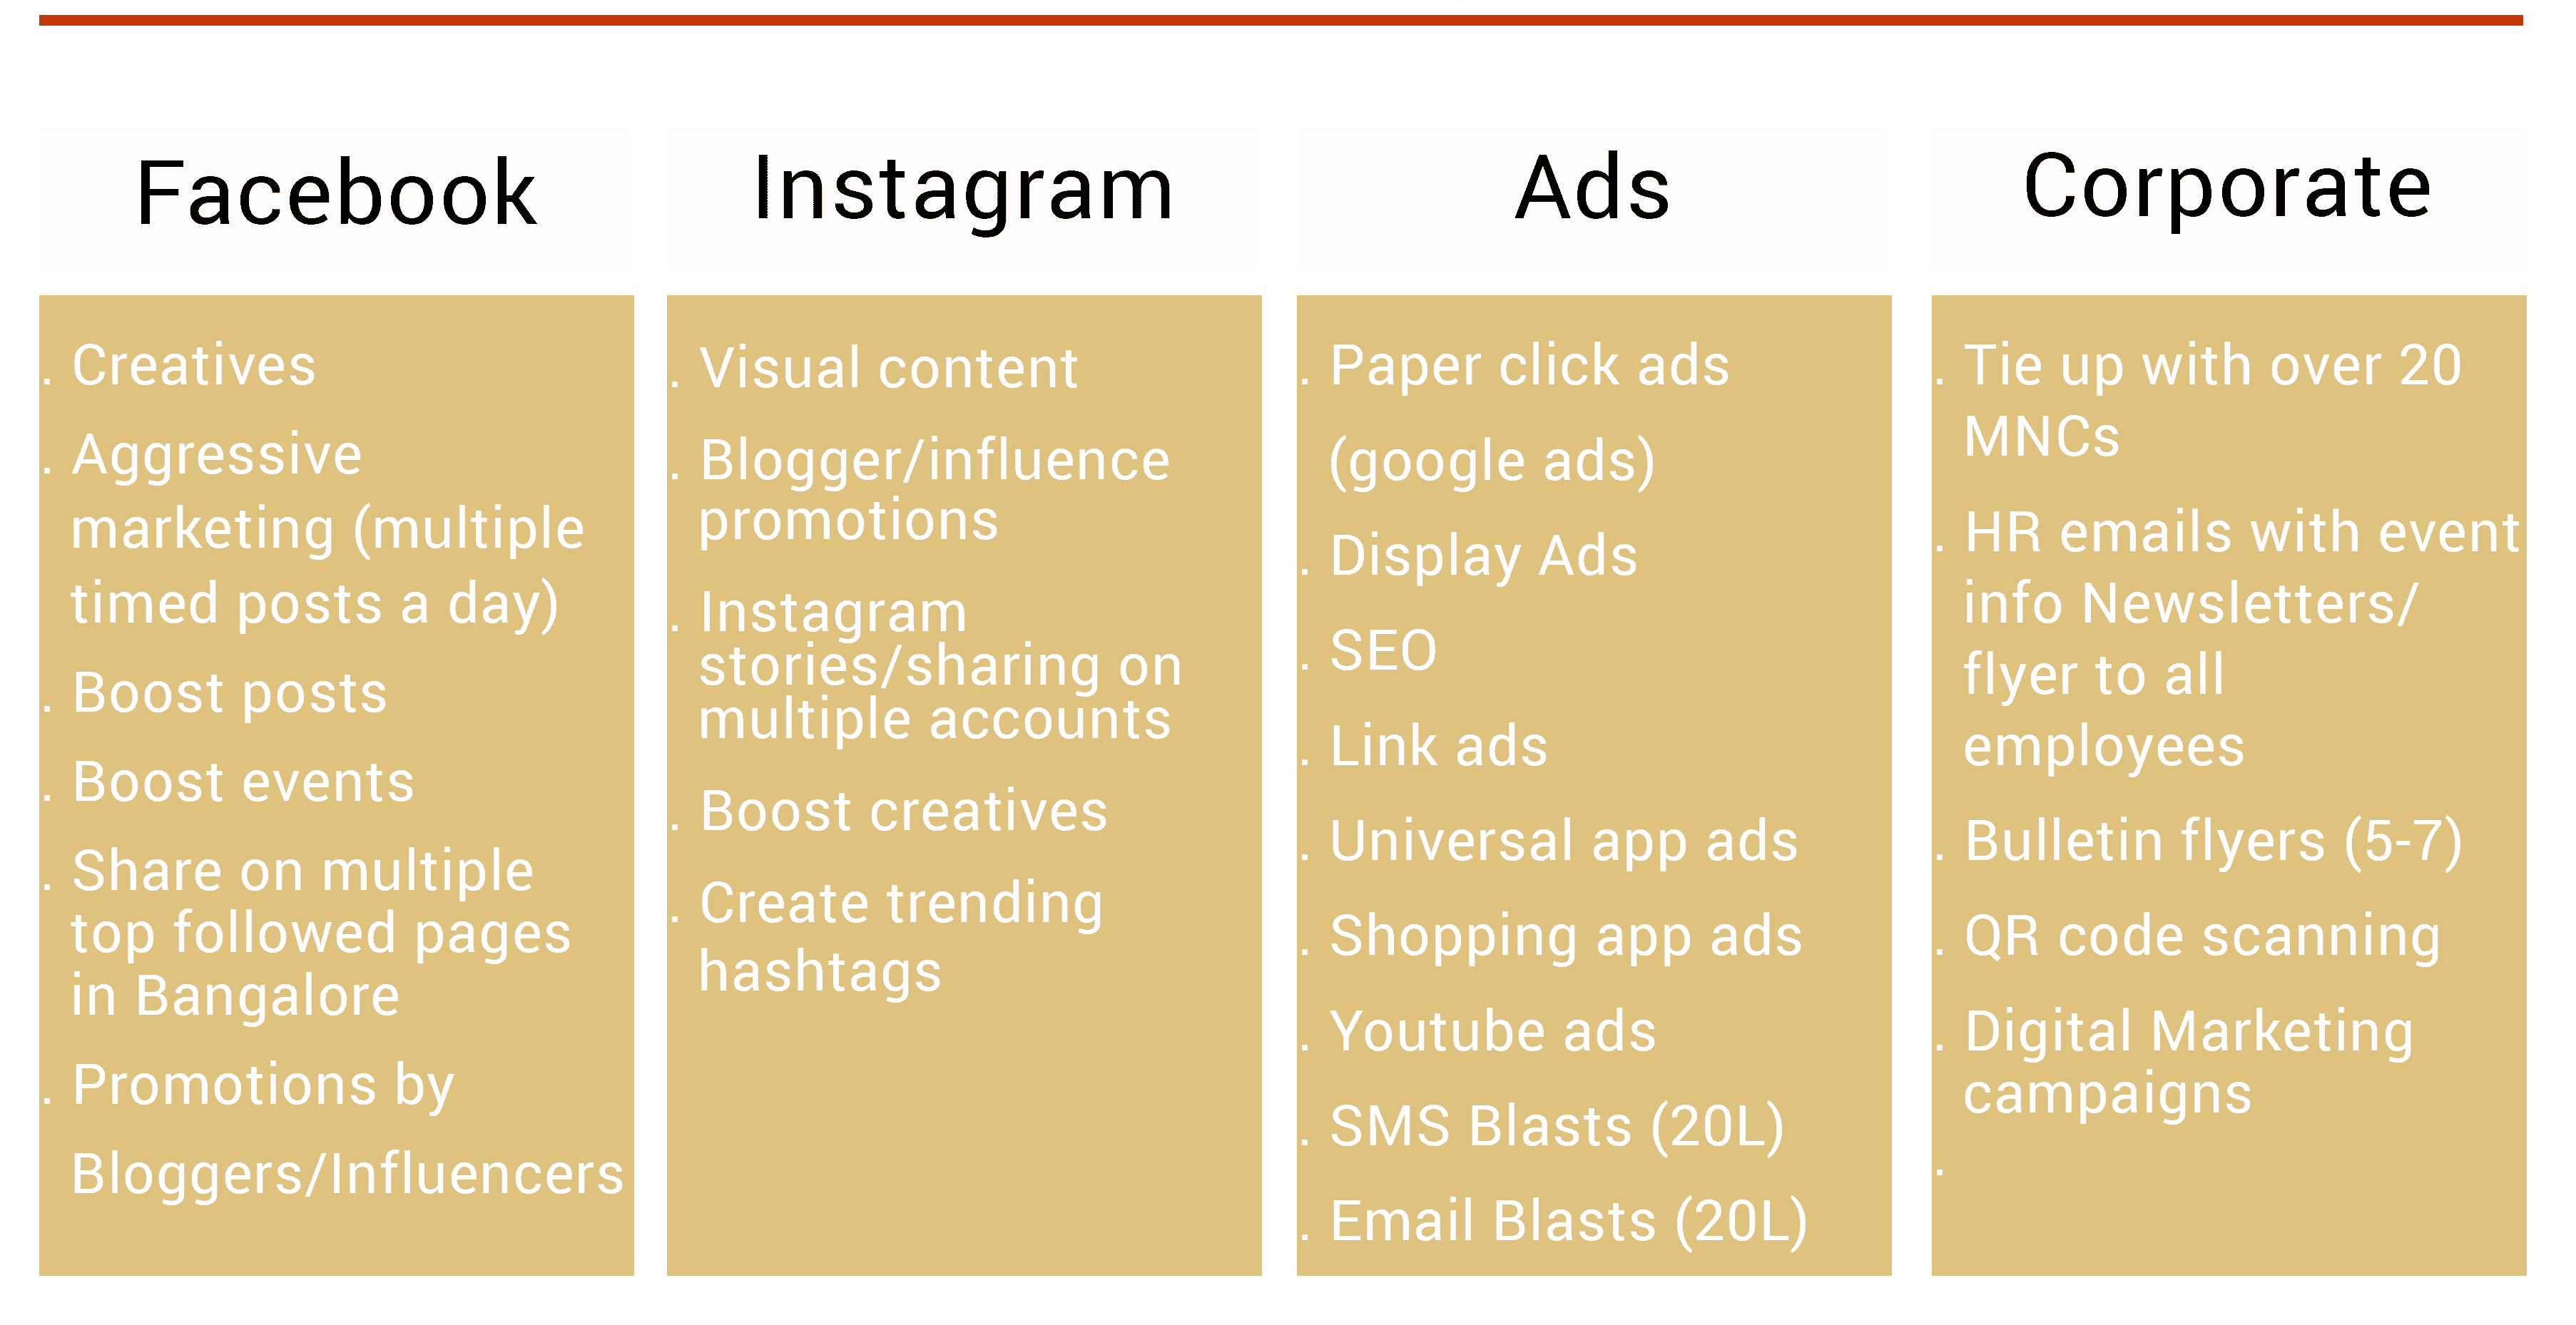 Facebook
. Creatives
. Aggressive
marketing (multiple
timed posts a day)
. Boost posts
. Boost events
. Share on multiple
top followed pages
in Bangalore
. Promotions by
Bloggers/Influencers
Instagram
. Visual content
. Blogger/influence
promotions
. Instagram
stories/sharing on
multiple accounts
. Boost creatives
. Create trending
hashtags
Ads
. Paper click ads
(google ads)
. Display Ads
. SEO
. Link ads
. Universal app ads
. Shopping app ads
. Youtube ads
. SMS Blasts (20L)
. Email Blasts (20L)
Corporate
. Tie up with over 20
MNCs
. HR emails with event
info Newsletters/
flyer to all
employees
. Bulletin flyers (5-7)
. QR code scanning
. Digital Marketing
campaigns
.